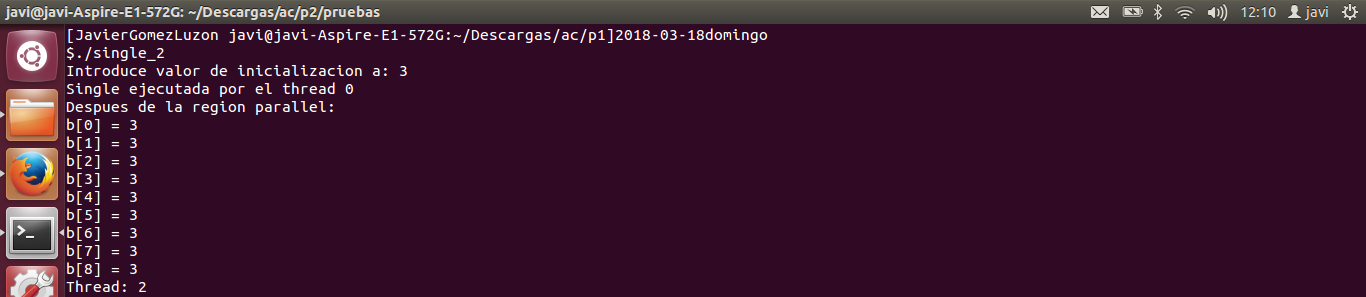 javi@javi-Aspire-E1-572G: ~/Descargas/ac/p2/pruebas 12:10 javi
[JavierGomezLuzon javi@javi-Aspire-E1-572G:~/Descargas/ac/p1]2018-03-18domingo
$./single_2
Introduce valor de inicializacion a: 3
Single ejecutada por el thread 0
Despues de la region parallel:
b[0] = 3
b[1] = 3
b[2] = 3
b[3] = 3
b[4] = 3
b[5] = 3
b[6] = 3
b[7] = 3
b[8] = 3
Thread: 2